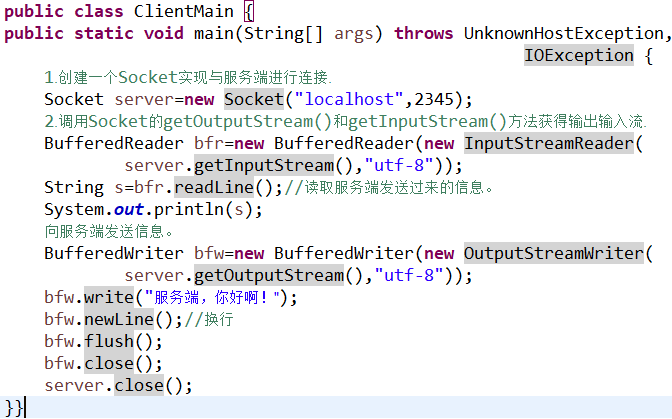 public class ClientMain {
public static void main(String[] args) throws UnknownHostException,
IOException {
1.创建一个Socket实现与服务端进行连接.
Socket server=new Socket("localhost",2345);
2.调用Socket的getOutputStream()和getInputStream()方法获得输出输入流.
BufferedReader bfr=new BufferedReader(new InputStreamReader(
server.getInputStream(),"utf-8"));
String s=bfr.readLine();//读取服务端发送过来的信息。
System.out.println(s);
向服务端发送信息。
BufferedWriter bfw=new BufferedWriter(new OutputStreamWriter(
server.getOutputStream(),"utf-8"));
bfw.write("服务端，你好啊！");
bfw.newLine();//换行
bfw.flush();
bfw.close();
server.close();
}}